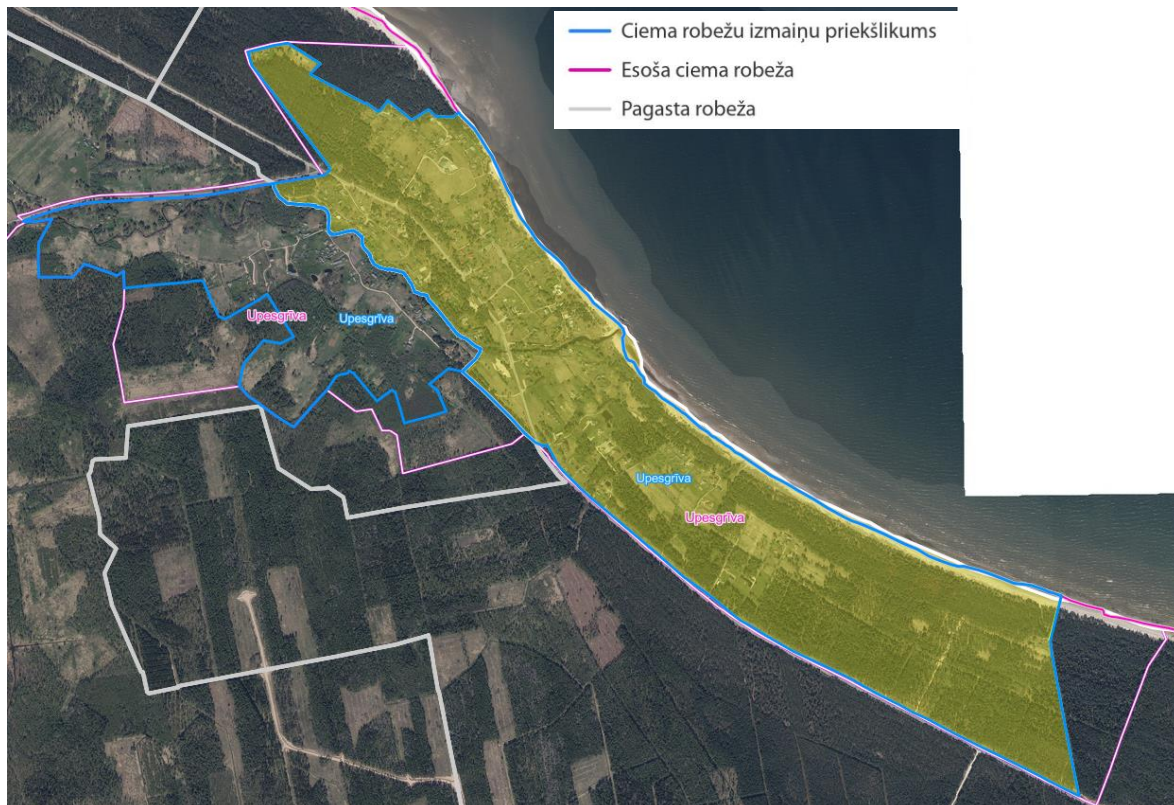 Ciema robežu izmaiņu priekšlikums
Esoša ciema robeža
Pagasta robeža
Upesgrīva
Upesgrīva
Upesgrīva
Upesgrīva